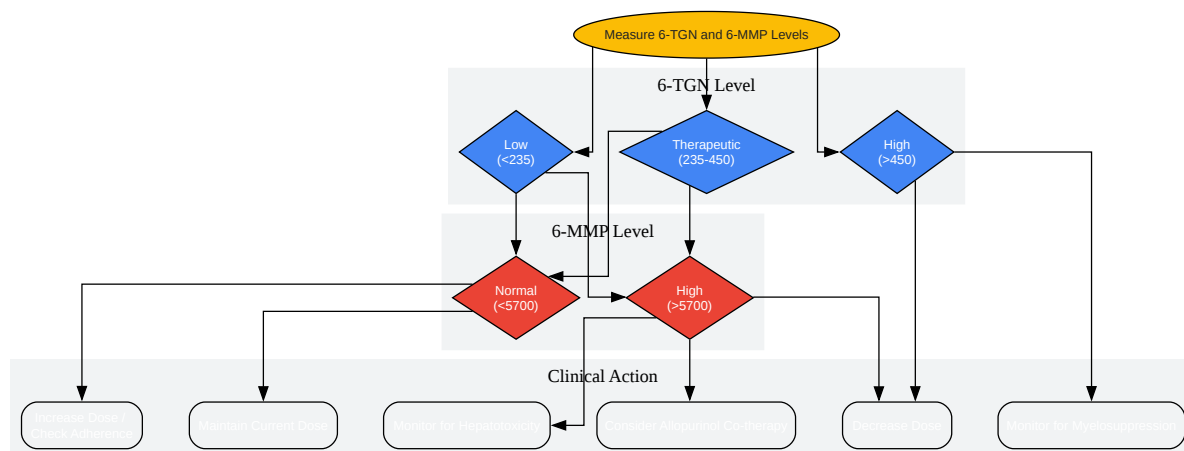 Measure 6-TGN and 6-MMP Levels
6-TGN Level
Low
(<235)
Therapeutic
(235-450)
High
(>450)
6-MMP Level
Normal
(<5700)
High
(>5700)
Clinical Action
Increase Dose /
Check Adherence
Maintain Current Dose
Monitor for Hepatotoxicity
Consider Allopurinol Co-therapy
Decrease Dose
Monitor for Myelosuppression